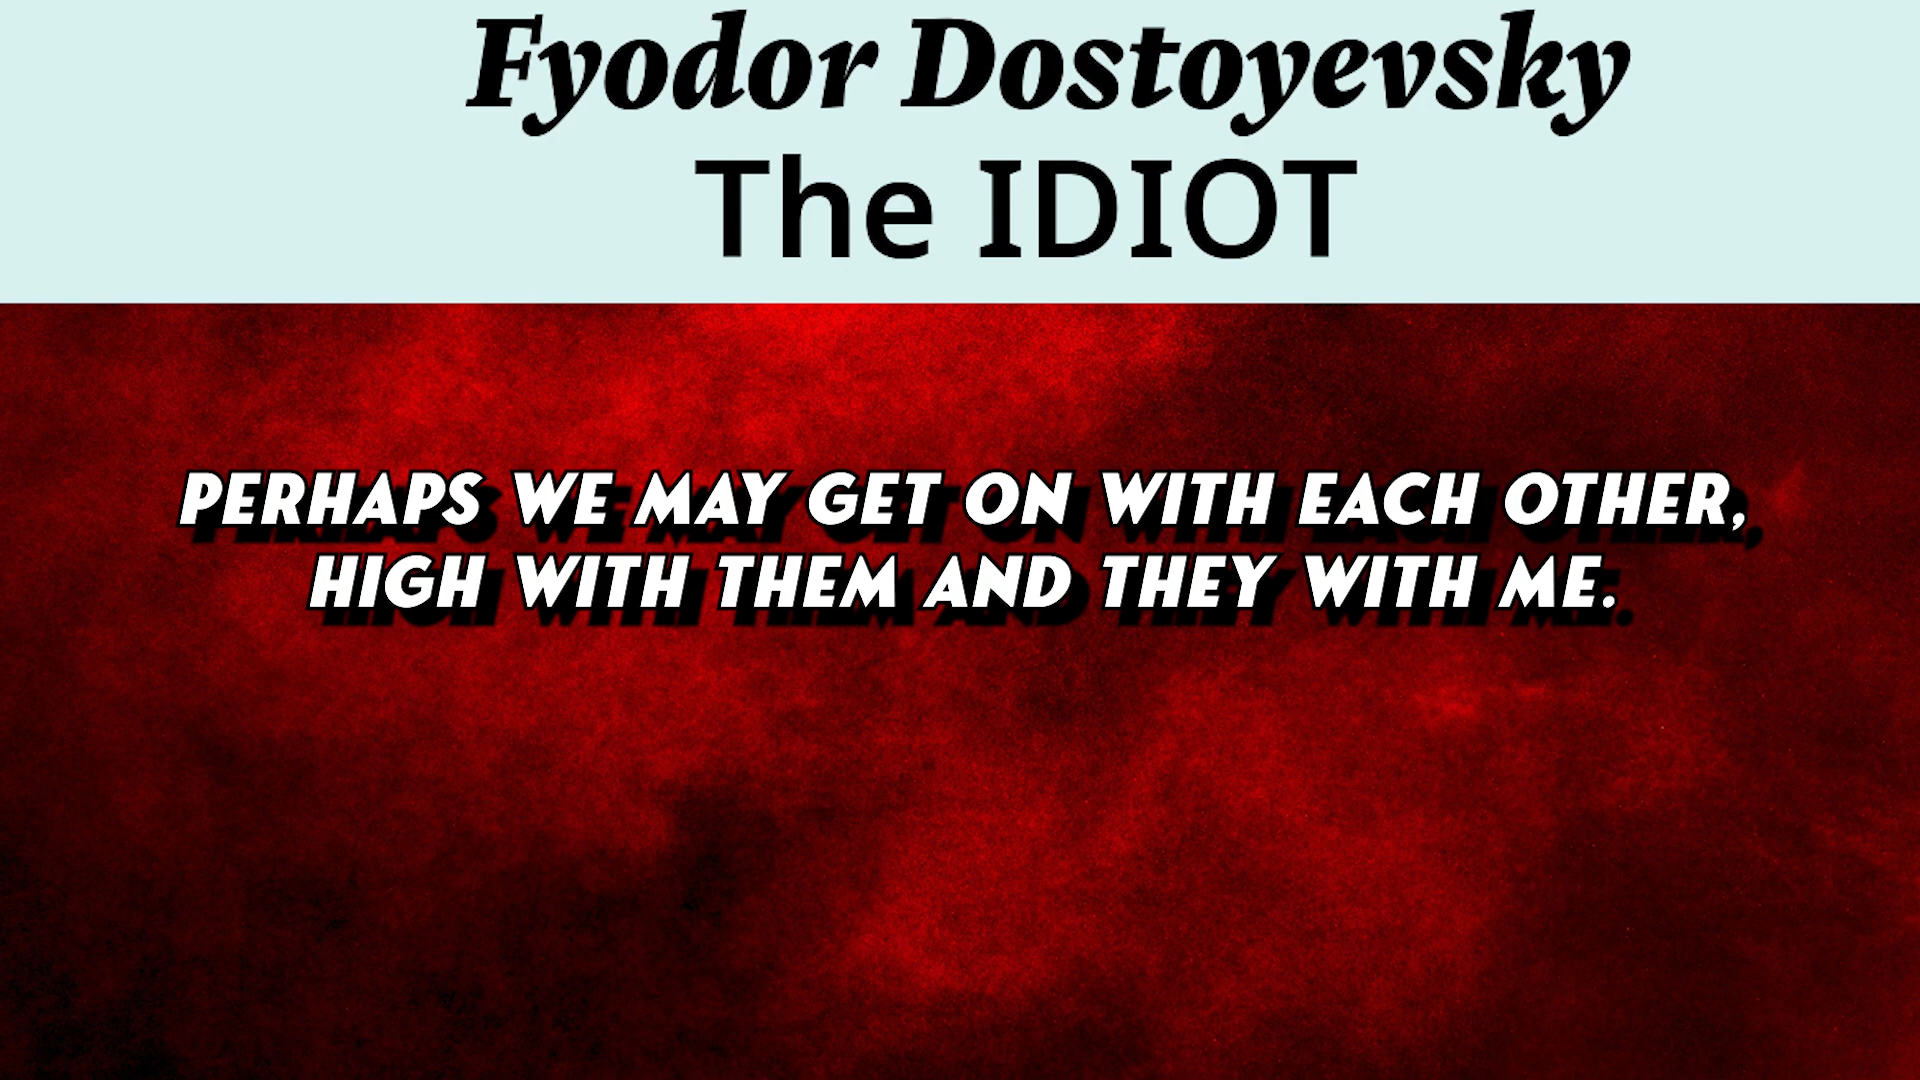 Fyodor Dostoyevsky
The IDIOT
PERHAPS WE MAY GET ON WITH EACH OTHER,
HIGH WITH THEM AND THEY WITH ME.